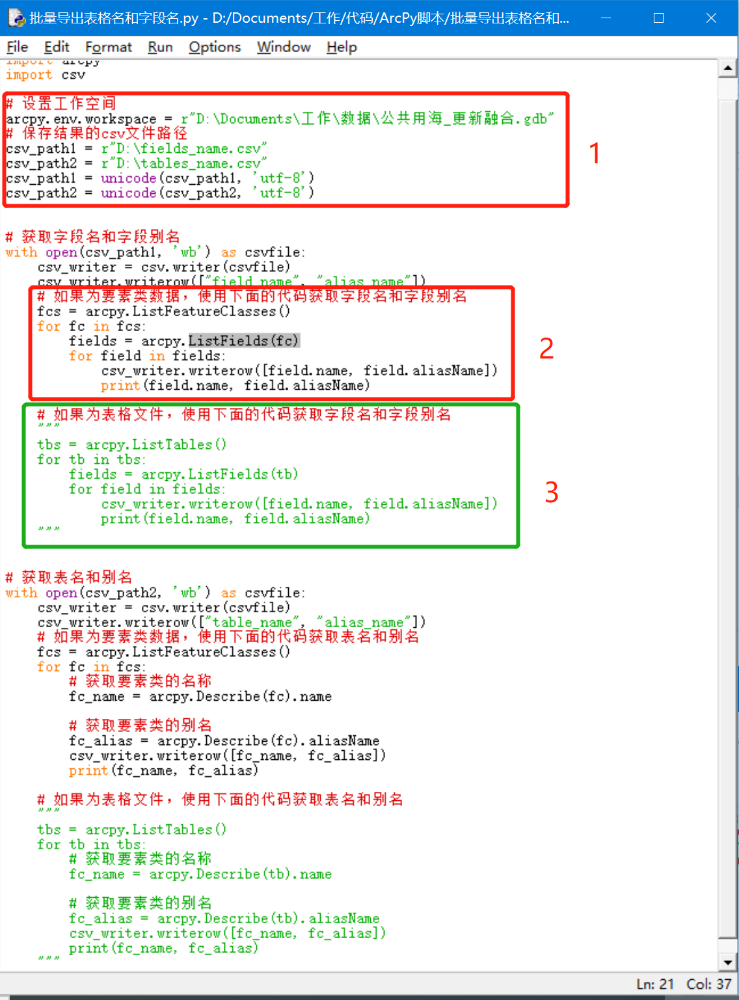 批量导出表格名和字段名.py - D:/Documents/工作/代码/ArcPy脚本/批量导出表格名和...
File Edit Format Run Options Window Help
import arcpy
import csv
# 设置工作空间
arcpy.env.workspace = r"D:\Documents\工作\数据\公共用海_更新融合.gdb"
# 保存结果的csv文件路径
csv_path1 = r"D:\fields_name.csv"
csv_path2 = r"D:\tables_name.csv"
csv_path1 = unicode(csv_path1, 'utf-8')
csv_path2 = unicode(csv_path2, 'utf-8')
1
# 获取字段名和字段别名
with open(csv_path1, 'wb') as csvfile:
    csv_writer = csv.writer(csvfile)
    csv_writer.writerow(["field_name", "alias_name"])
    # 如果为要素类数据，使用下面的代码获取字段名和字段别名
    fcs = arcpy.ListFeatureClasses()
    for fc in fcs:
        fields = arcpy.ListFields(fc)
        for field in fields:
            csv_writer.writerow([field.name, field.aliasName])
            print(field.name, field.aliasName)
2
    # 如果为表格文件，使用下面的代码获取字段名和字段别名
    """
    tbs = arcpy.ListTables()
    for tb in tbs:
        fields = arcpy.ListFields(tb)
        for field in fields:
            csv_writer.writerow([field.name, field.aliasName])
            print(field.name, field.aliasName)
    """
3
# 获取表名和别名
with open(csv_path2, 'wb') as csvfile:
    csv_writer = csv.writer(csvfile)
    csv_writer.writerow(["table_name", "alias_name"])
    # 如果为要素类数据，使用下面的代码获取表名和别名
    fcs = arcpy.ListFeatureClasses()
    for fc in fcs:
        # 获取要素类的名称
        fc_name = arcpy.Describe(fc).name
        # 获取要素类的别名
        fc_alias = arcpy.Describe(fc).aliasName
        csv_writer.writerow([fc_name, fc_alias])
        print(fc_name, fc_alias)
    # 如果为表格文件，使用下面的代码获取表名和别名
    """
    tbs = arcpy.ListTables()
    for tb in tbs:
        # 获取要素类的名称
        fc_name = arcpy.Describe(tb).name
        # 获取要素类的别名
        fc_alias = arcpy.Describe(tb).aliasName
        csv_writer.writerow([fc_name, fc_alias])
        print(fc_name, fc_alias)
    """
Ln: 21 Col: 37